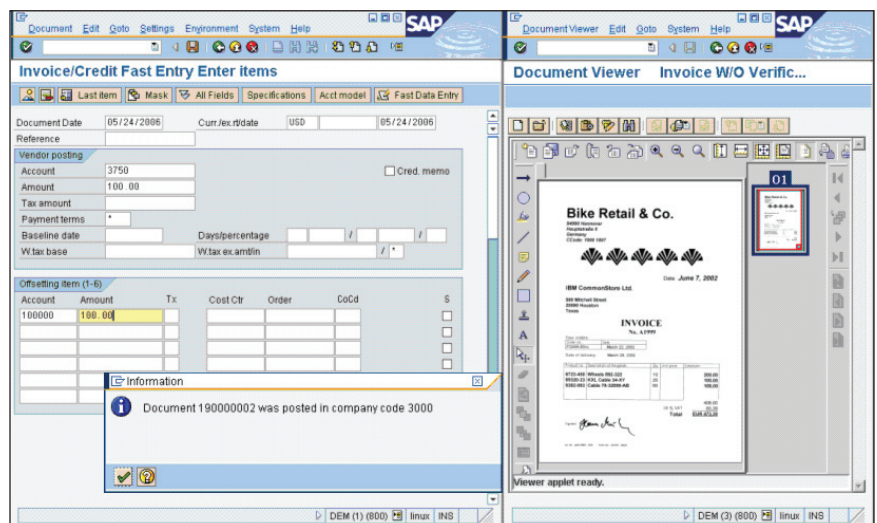 Document Edit Goto Settings Environment System Help
SAP
Invoice/Credit Fast Entry Enter items
Last item Mask All Fields Specifications Acct model Fast Data Entry
Document Date 05/24/2006 Curr./ex.rt/date USD 05/24/2006
Reference
Vendor posting
Account 3750 Cred. memo
Amount 100.00
Tax amount
Payment terms *
Baseline date Days/percentage / /
W.tax base W.tax ex.amt/in / *
Offsetting item (1-6)
Account Amount Tx Cost Ctr Order CoCd S
100000 100.00
Information
Document 190000002 was posted in company code 3000
DEM (1) (800) linux INS
Document Viewer Edit Goto System Help
SAP
Document Viewer Invoice W/O Verific...
01
Bike Retail & Co.
Germany
Date June 7, 2002
IBM CommonStore Ltd.
Texas
INVOICE
No. A1999
Total
Viewer applet ready.
DEM (3) (800) linux INS